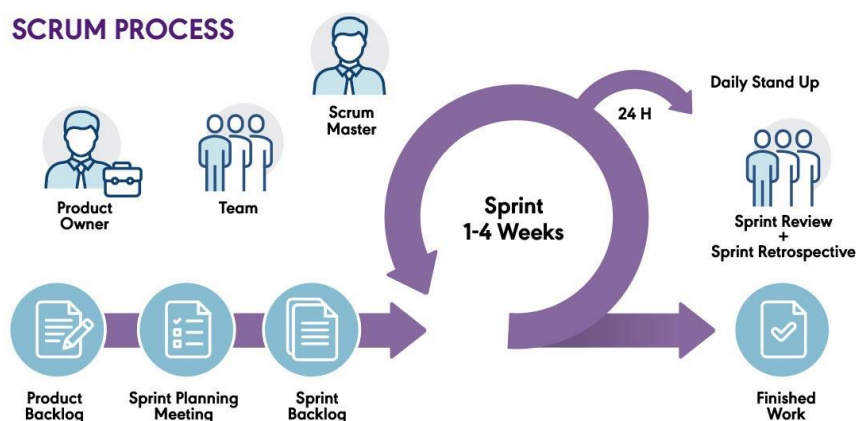 SCRUM PROCESS
Scrum
Master
Product
Owner
Team
Daily Stand Up
24 H
Sprint
1-4 Weeks
Sprint Review
+
Sprint Retrospective
Product
Backlog
Sprint Planning
Meeting
Sprint
Backlog
Finished
Work